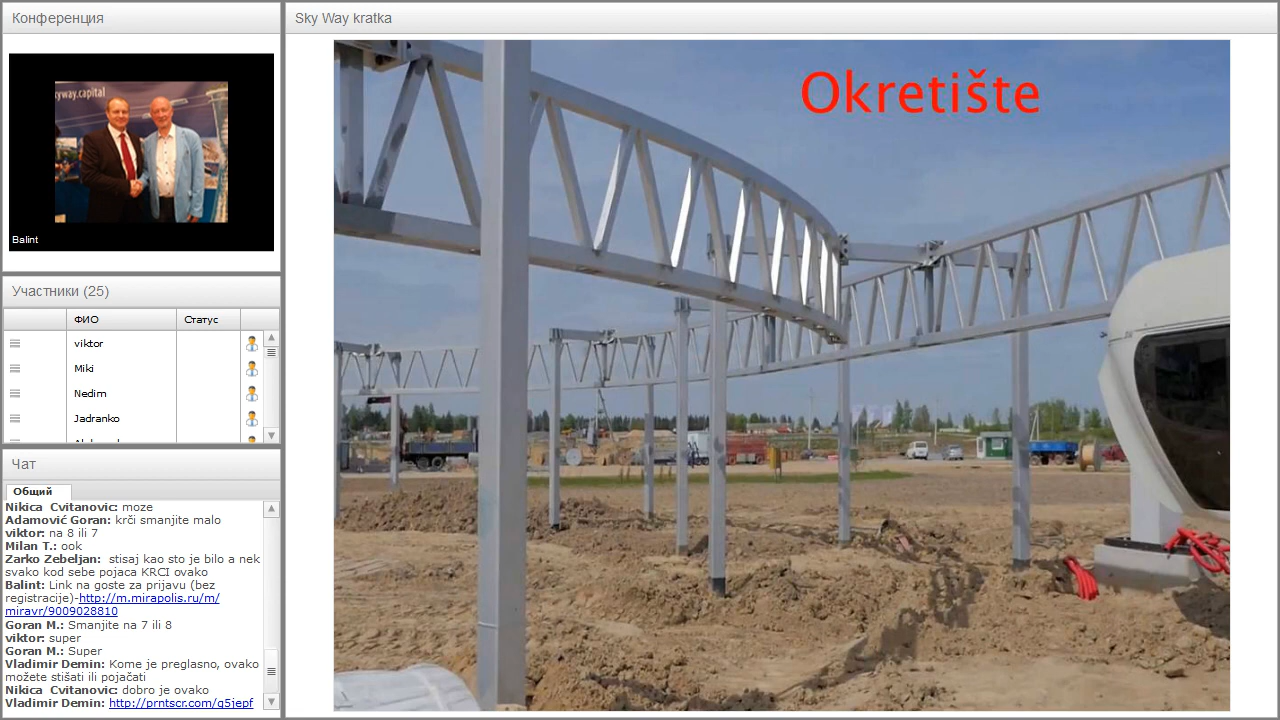 Конференция
kyway.capital
Balint
Участники (25)
ФИО Статус
viktor
Miki
Nedim
Jadranko
Чат
Общий
Nikica Cvitanovic: moze
Adamović Goran: krči smanjite malo
viktor: na 8 ili 7
Milan T.: ook
Zarko Zebeljan: stisaj kao sto je bilo a nek
svako kod sebe pojaca KRCI ovako
Balint: Link na goste za prijavu (bez
registracije)-http://m.mirapolis.ru/m/
miravr/9009028810
Goran M.: Smanjite na 7 ili 8
viktor: super
Goran M.: Super
Vladimir Demin: Kome je preglasno, ovako
možete stišati ili pojačati
Nikica Cvitanovic: dobro je ovako
Vladimir Demin: http://prntscr.com/q5jepf
Sky Way kratka
Okretište